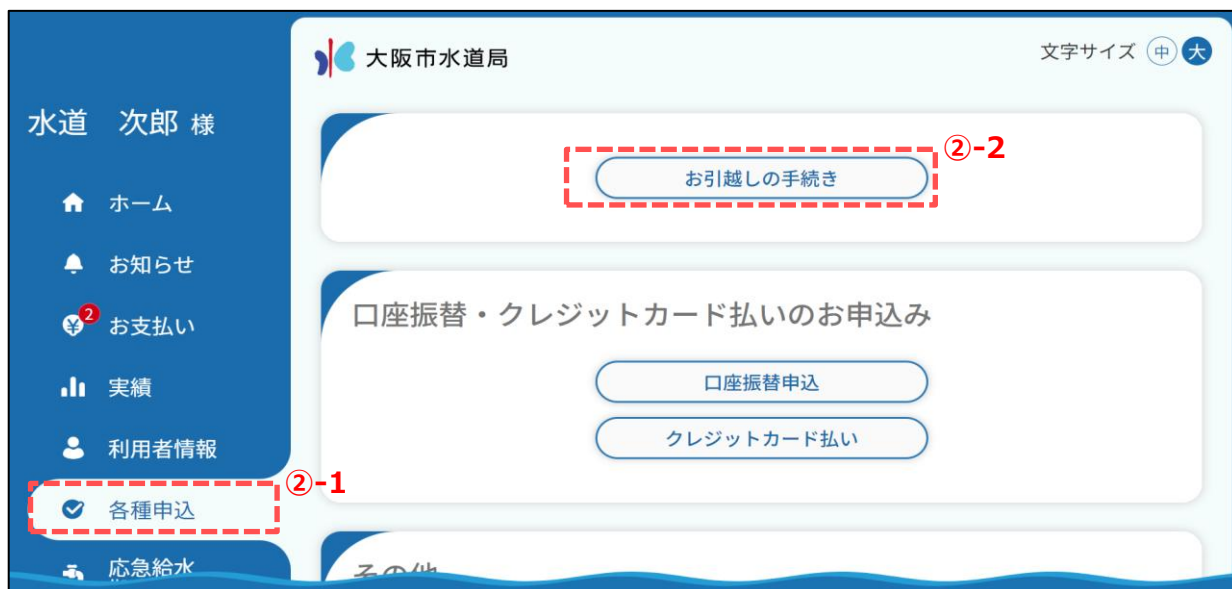 大阪市水道局
文字サイズ 中 大
水道 次郎 様
ホーム
お知らせ
2
お支払い
実績
利用者情報
各種申込
②-1
応急給水
お引越しの手続き
②-2
口座振替・クレジットカード払いのお申込み
口座振替申込
クレジットカード払い
その他